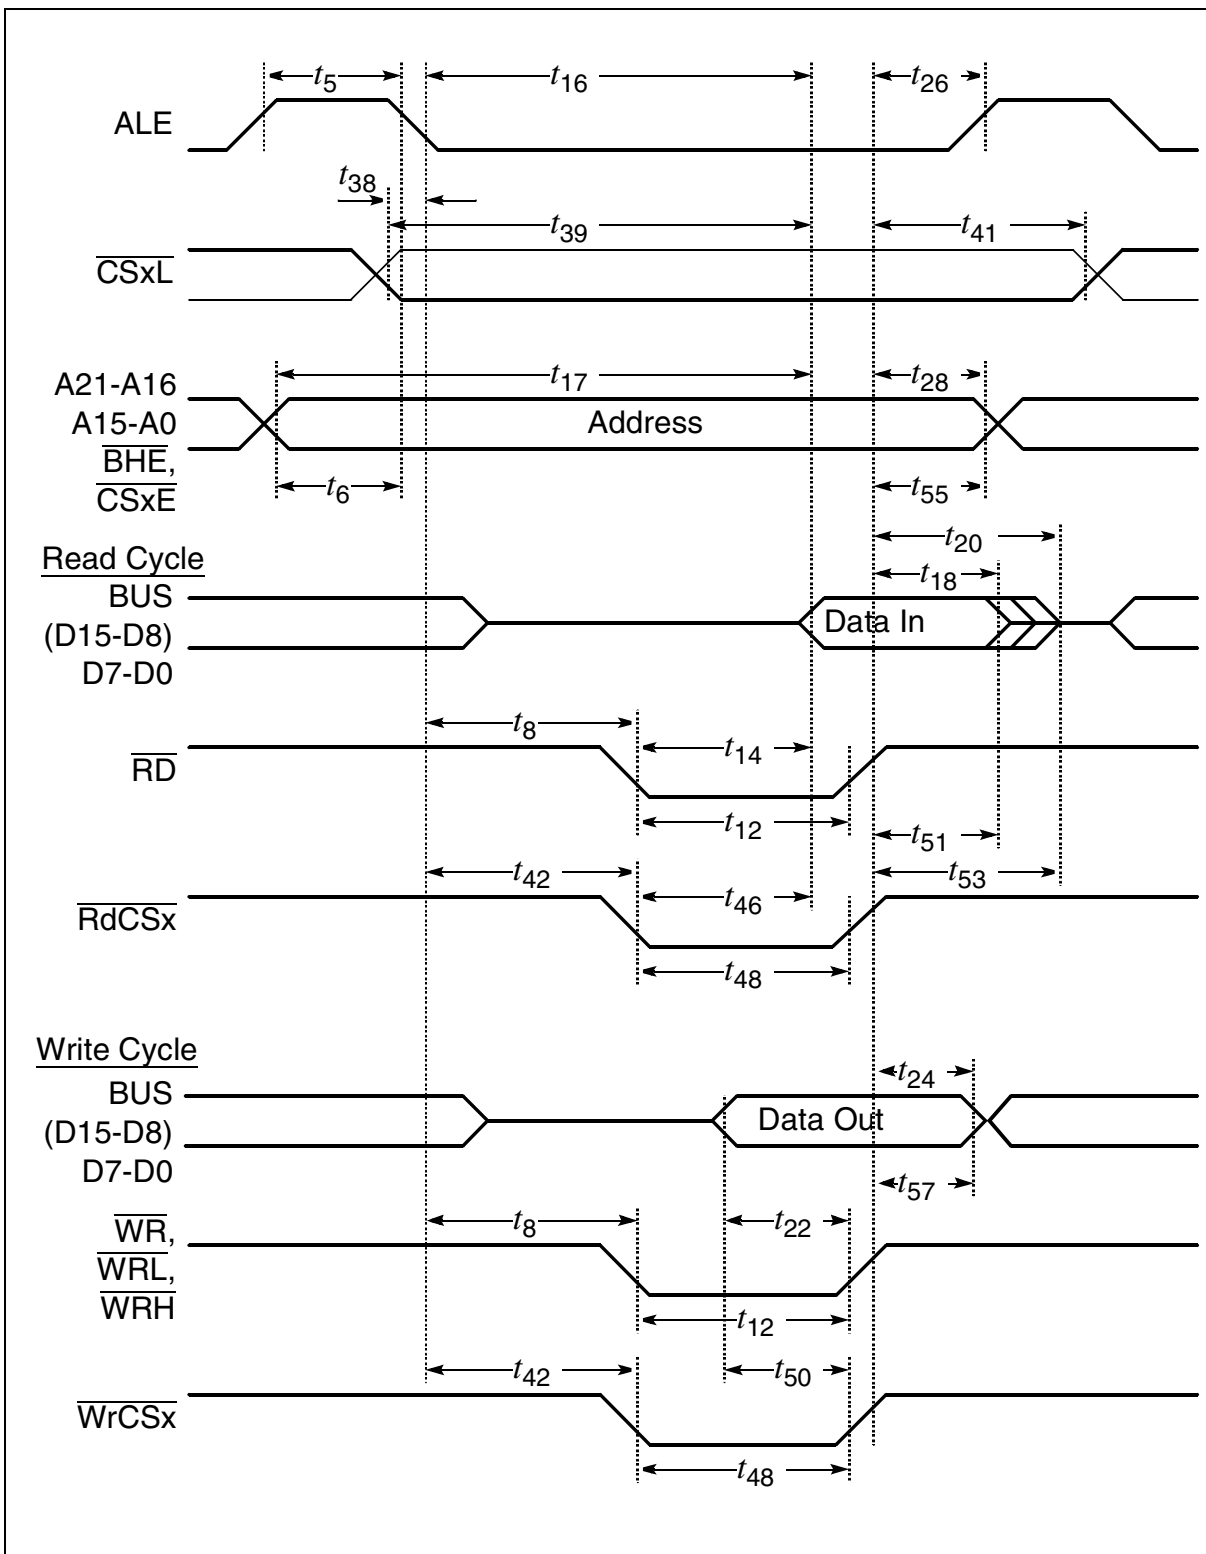 t5 t16 t26
ALE
t38
t39 t41
CSxL
A21-A16 t17 t28
A15-A0 Address
BHE,
CSxE t6 t55
t20
Read Cycle t18
BUS
(D15-D8) Data In
D7-D0
t8
RD t14
t12 t51
t42 t53
RdCSx t46
t48
Write Cycle
t24
BUS
(D15-D8) Data Out
D7-D0 t57
WR, t8 t22
WRL,
WRH t12
t42 t50
WrCSx
t48